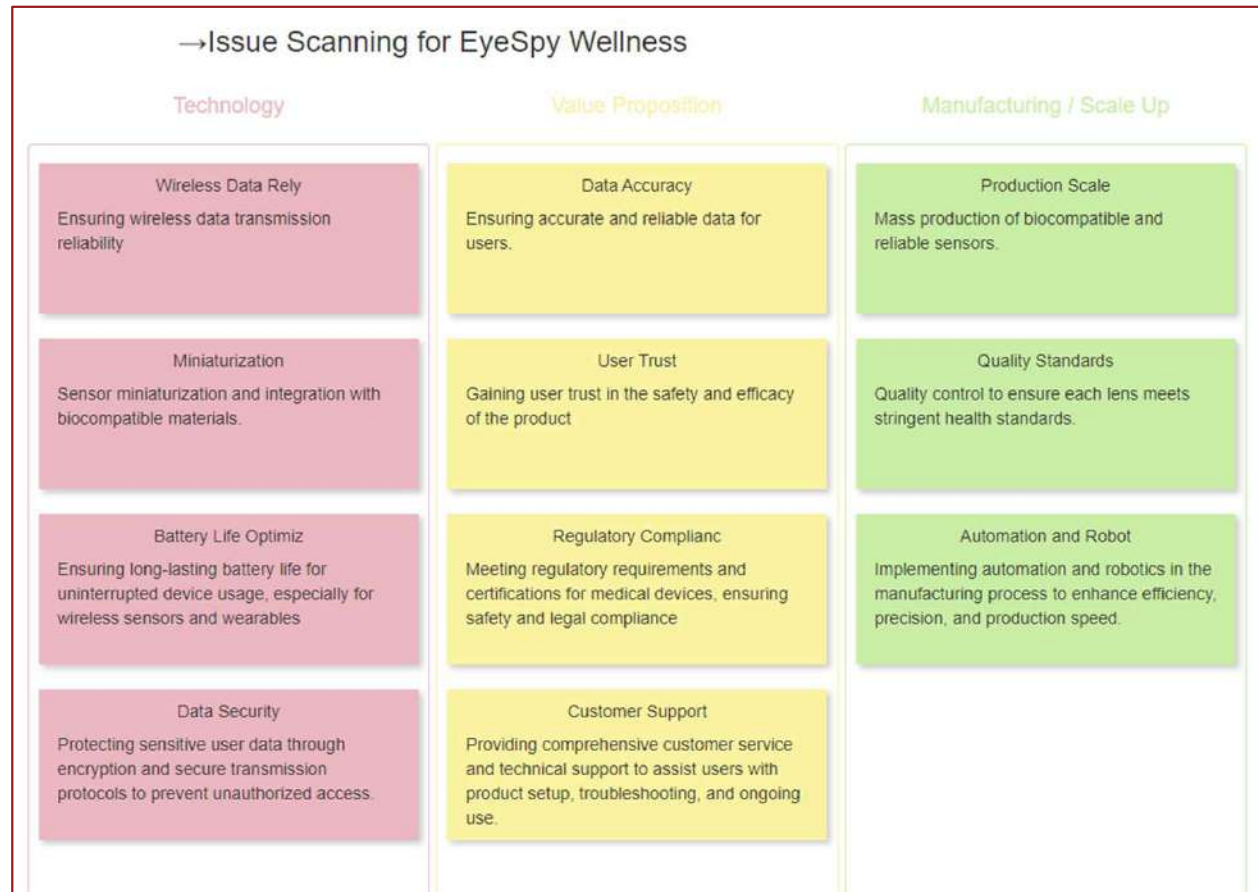 →Issue Scanning for EyeSpy Wellness
Technology
Value Proposition
Manufacturing / Scale Up
Wireless Data Rely
Ensuring wireless data transmission
reliability
Miniaturization
Sensor miniaturization and integration with
biocompatible materials.
Battery Life Optimiz
Ensuring long-lasting battery life for
uninterrupted device usage, especially for
wireless sensors and wearables
Data Security
Protecting sensitive user data through
encryption and secure transmission
protocols to prevent unauthorized access.
Data Accuracy
Ensuring accurate and reliable data for
users.
User Trust
Gaining user trust in the safety and efficacy
of the product
Regulatory Complianc
Meeting regulatory requirements and
certifications for medical devices, ensuring
safety and legal compliance
Customer Support
Providing comprehensive customer service
and technical support to assist users with
product setup, troubleshooting, and ongoing
use.
Production Scale
Mass production of biocompatible and
reliable sensors.
Quality Standards
Quality control to ensure each lens meets
stringent health standards.
Automation and Robot
Implementing automation and robotics in the
manufacturing process to enhance efficiency,
precision, and production speed.